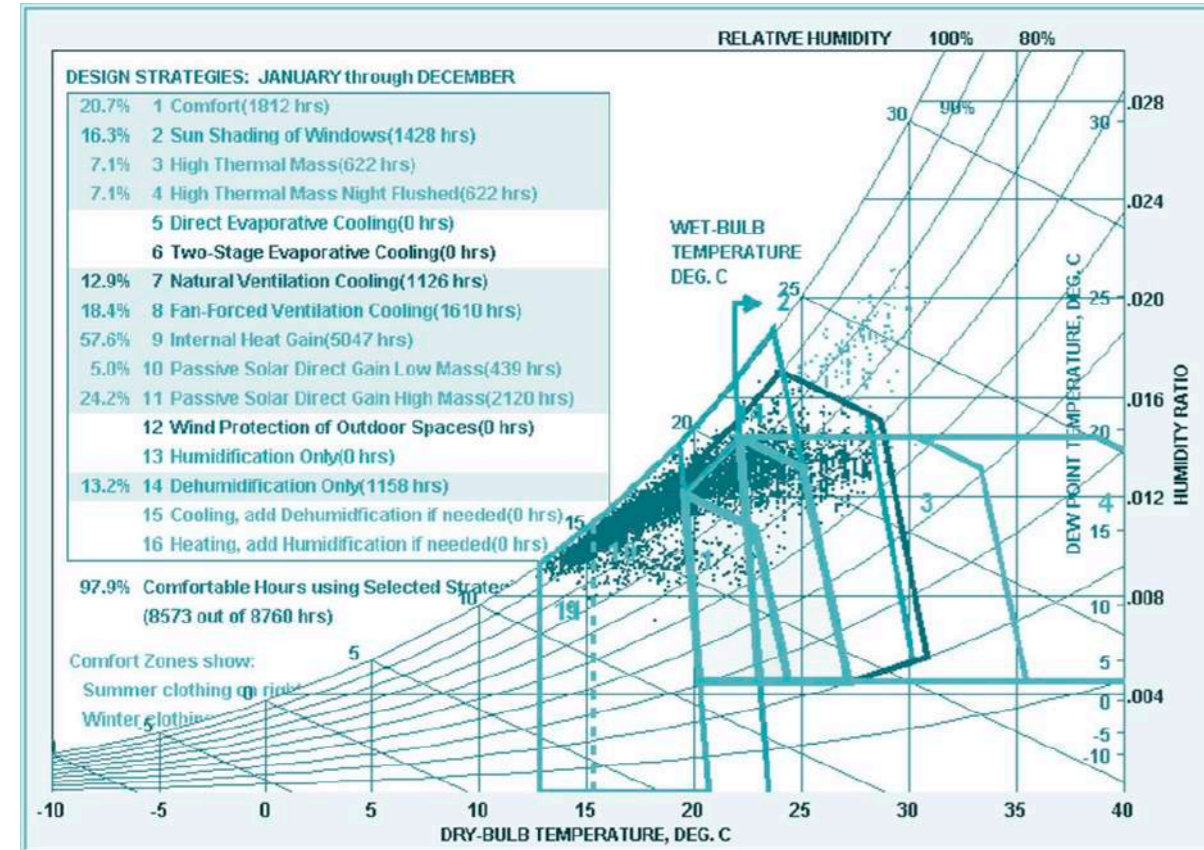 RELATIVE HUMIDITY 100% 80%
DESIGN STRATEGIES: JANUARY through DECEMBER
20.7% 1 Comfort(1812 hrs)
16.3% 2 Sun Shading of Windows(1428 hrs)
7.1% 3 High Thermal Mass(622 hrs)
7.1% 4 High Thermal Mass Night Flushed(622 hrs)
5 Direct Evaporative Cooling(0 hrs)
6 Two-Stage Evaporative Cooling(0 hrs)
12.9% 7 Natural Ventilation Cooling(1126 hrs)
18.4% 8 Fan-Forced Ventilation Cooling(1610 hrs)
57.6% 9 Internal Heat Gain(5047 hrs)
5.0% 10 Passive Solar Direct Gain Low Mass(439 hrs)
24.2% 11 Passive Solar Direct Gain High Mass(2120 hrs)
12 Wind Protection of Outdoor Spaces(0 hrs)
13 Humidification Only(0 hrs)
13.2% 14 Dehumidification Only(1158 hrs)
15 Cooling, add Dehumidfication if needed(0 hrs)
16 Heating, add Humidification if needed(0 hrs)
97.9% Comfortable Hours using Selected Strateg
(8573 out of 8760 hrs)
Comfort Zones show:
Summer clothing on right
Winter clothing
WET-BULB
TEMPERATURE
DEG. C
0
5
5
10
15
20
25
30
90%
2
1
3
4
30
25
20
15
10
5
0
-5
-10
DEW POINT TEMPERATURE, DEG. C
.028
.024
.020
.016
.012
.008
.004
HUMIDITY RATIO
-10 -5 0 5 10 15 20 25 30 35 40
DRY-BULB TEMPERATURE, DEG. C